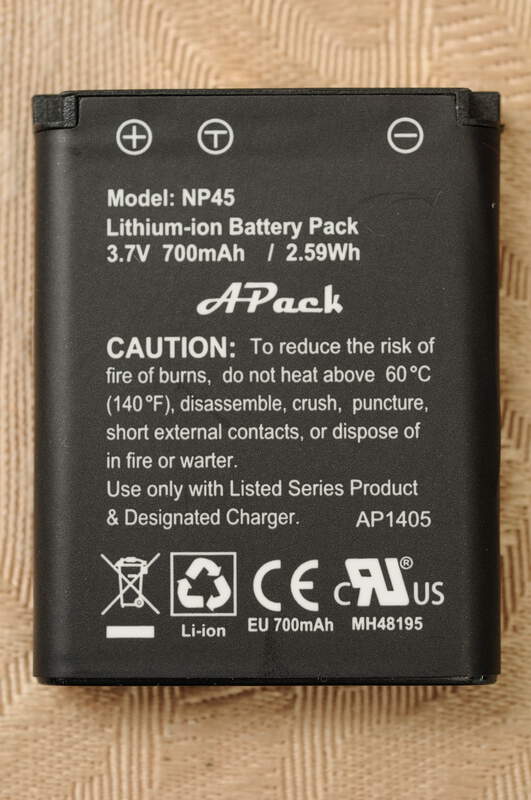 + T −
Model: NP45
Lithium-ion Battery Pack
3.7V 700mAh / 2.59Wh
APack
CAUTION: To reduce the risk of
fire of burns, do not heat above 60°C
(140°F), disassemble, crush, puncture,
short external contacts, or dispose of
in fire or warter.
Use only with Listed Series Product
& Designated Charger. AP1405
CE c RU ® US
Li-ion EU 700mAh MH48195